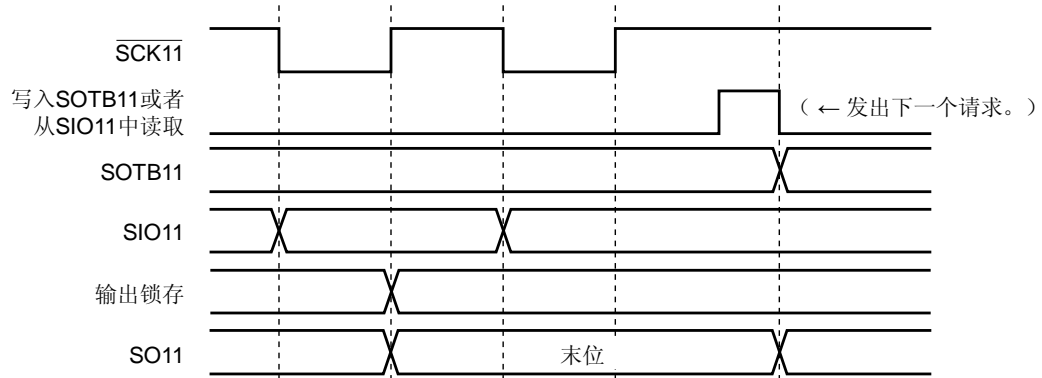 SCK11
写入SOTB11或者
从SIO11中读取
(←发出下一个请求。)
SOTB11
SIO11
输出锁存
SO11
末位